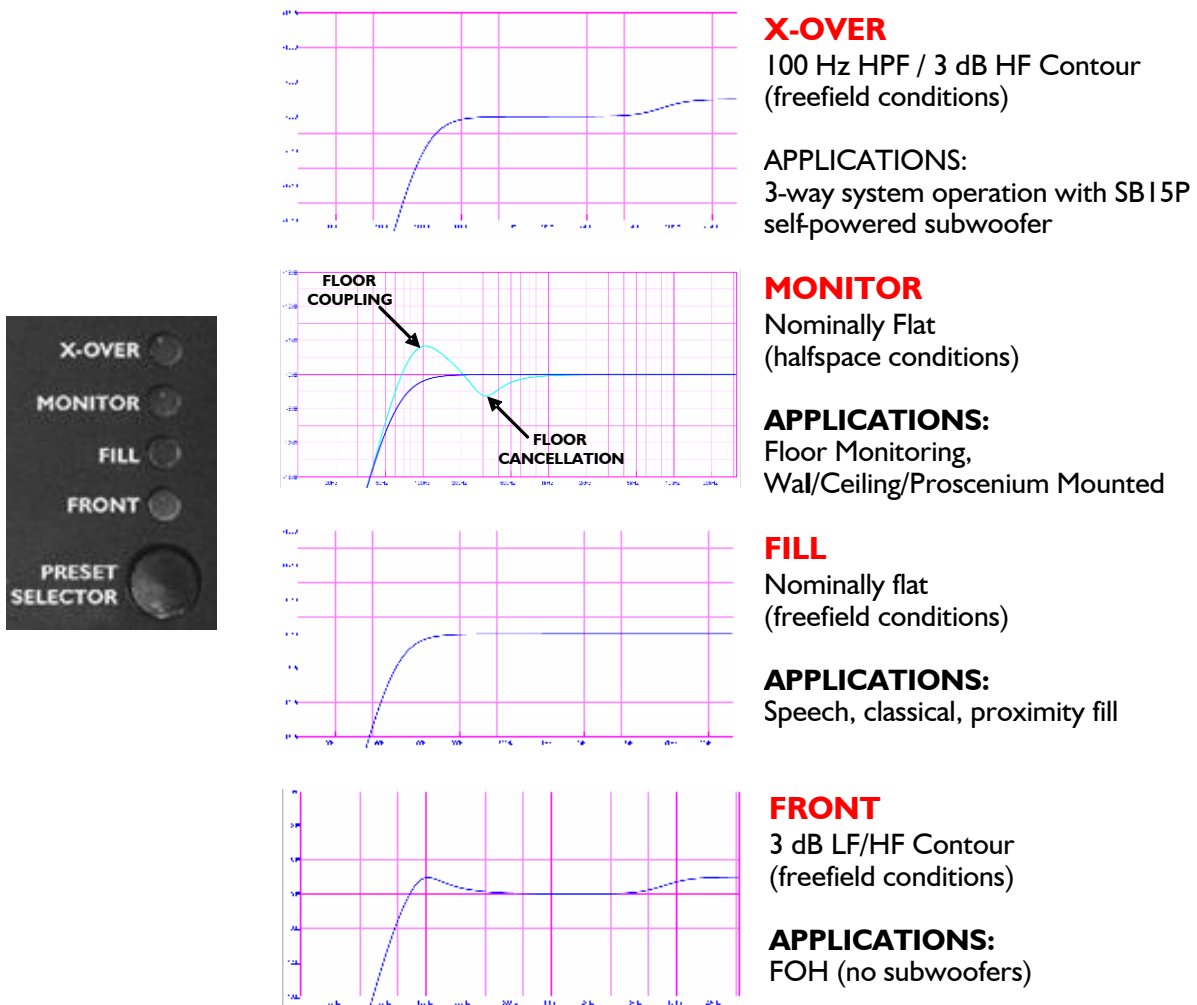 X-OVER
MONITOR
FILL
FRONT
PRESET
SELECTOR
X-OVER
100 Hz HPF / 3 dB HF Contour
(freefield conditions)
APPLICATIONS:
3-way system operation with SB15P
self-powered subwoofer
FLOOR
COUPLING
FLOOR
CANCELLATION
MONITOR
Nominally Flat
(halfspace conditions)
APPLICATIONS:
Floor Monitoring,
Wall/Ceiling/Proscenium Mounted
FILL
Nominally flat
(freefield conditions)
APPLICATIONS:
Speech, classical, proximity fill
FRONT
3 dB LF/HF Contour
(freefield conditions)
APPLICATIONS:
FOH (no subwoofers)